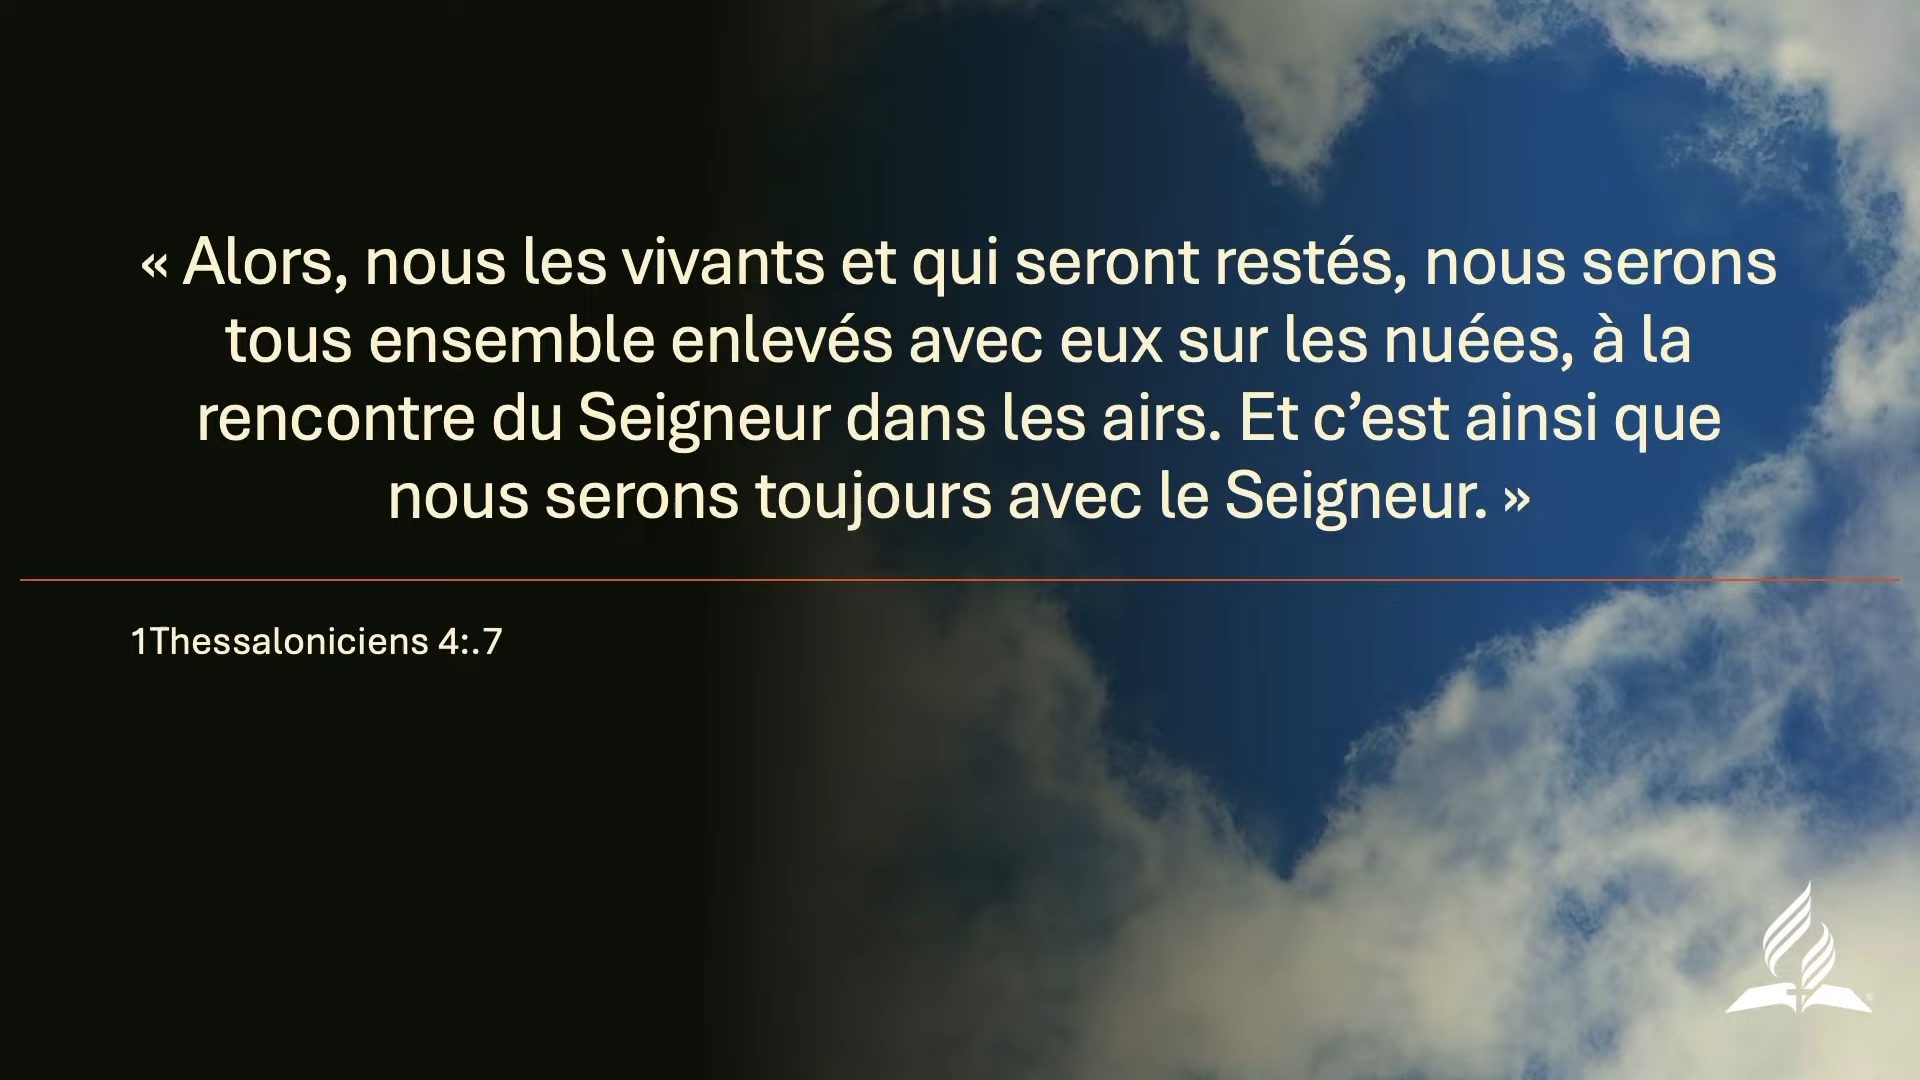 « Alors, nous les vivants et qui seront restés, nous serons
tous ensemble enlevés avec eux sur les nuées, à la
rencontre du Seigneur dans les airs. Et c’est ainsi que
nous serons toujours avec le Seigneur. »
1Thessaloniciens 4:.7